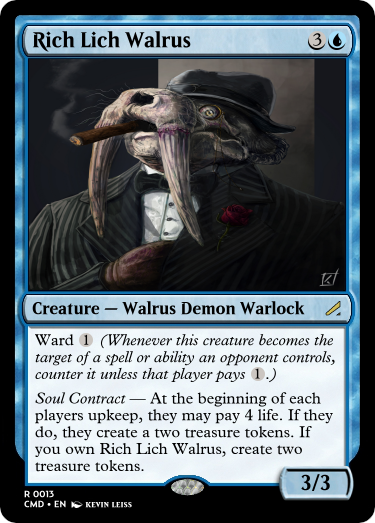 Rich Lich Walrus 3
Creature — Walrus Demon Warlock
Ward 1 (Whenever this creature becomes the
target of a spell or ability an opponent controls,
counter it unless that player pays 1.)
Soul Contract — At the beginning of each
players upkeep, they may pay 4 life. If they
do, they create a two treasure tokens. If
you own Rich Lich Walrus, create two
treasure tokens.
3/3
R 0013
CMD • EN KEVIN LEISS